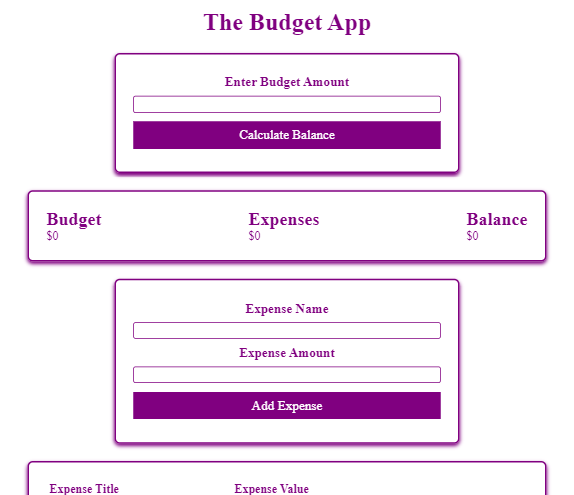 The Budget App
Enter Budget Amount
Calculate Balance
Budget Expenses Balance
$0 $0 $0
Expense Name
Expense Amount
Add Expense
Expense Title Expense Value